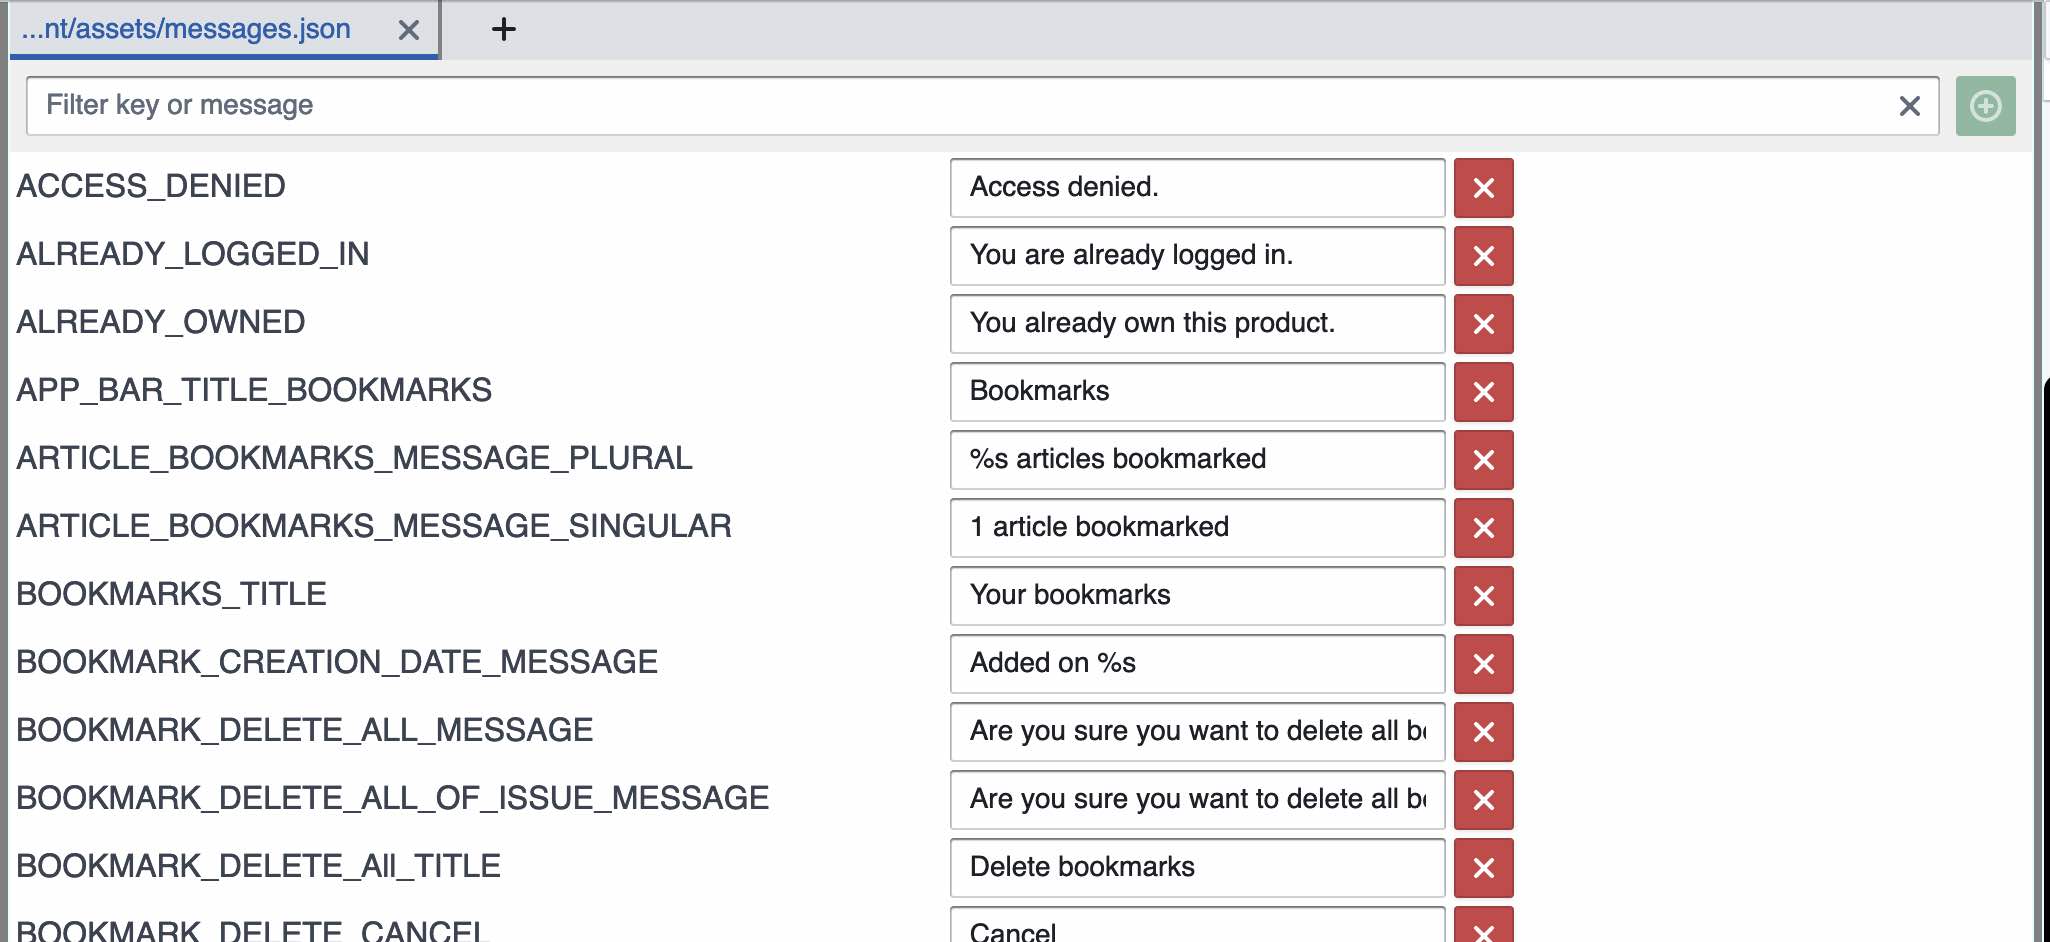 ...nt/assets/messages.json
Filter key or message
ACCESS_DENIED Access denied.
ALREADY_LOGGED_IN You are already logged in.
ALREADY_OWNED You already own this product.
APP_BAR_TITLE_BOOKMARKS Bookmarks
ARTICLE_BOOKMARKS_MESSAGE_PLURAL %s articles bookmarked
ARTICLE_BOOKMARKS_MESSAGE_SINGULAR 1 article bookmarked
BOOKMARKS_TITLE Your bookmarks
BOOKMARK_CREATION_DATE_MESSAGE Added on %s
BOOKMARK_DELETE_ALL_MESSAGE Are you sure you want to delete all
BOOKMARK_DELETE_ALL_OF_ISSUE_MESSAGE Are you sure you want to delete all
BOOKMARK_DELETE_All_TITLE Delete bookmarks
BOOKMARK_DELETE_CANCEL Cancel